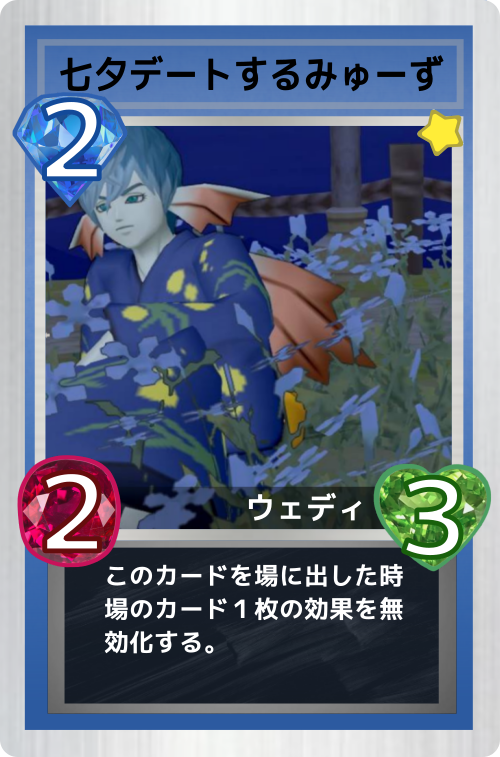 七夕デートするみゅーず
2
ウェディ
2
3
このカードを場に出した時
場のカード１枚の効果を無
効化する。